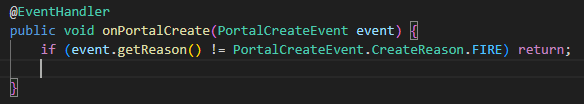 @EventHandler
public void onPortalCreate(PortalCreateEvent event) {
    if (event.getReason() != PortalCreateEvent.CreateReason.FIRE) return;
}